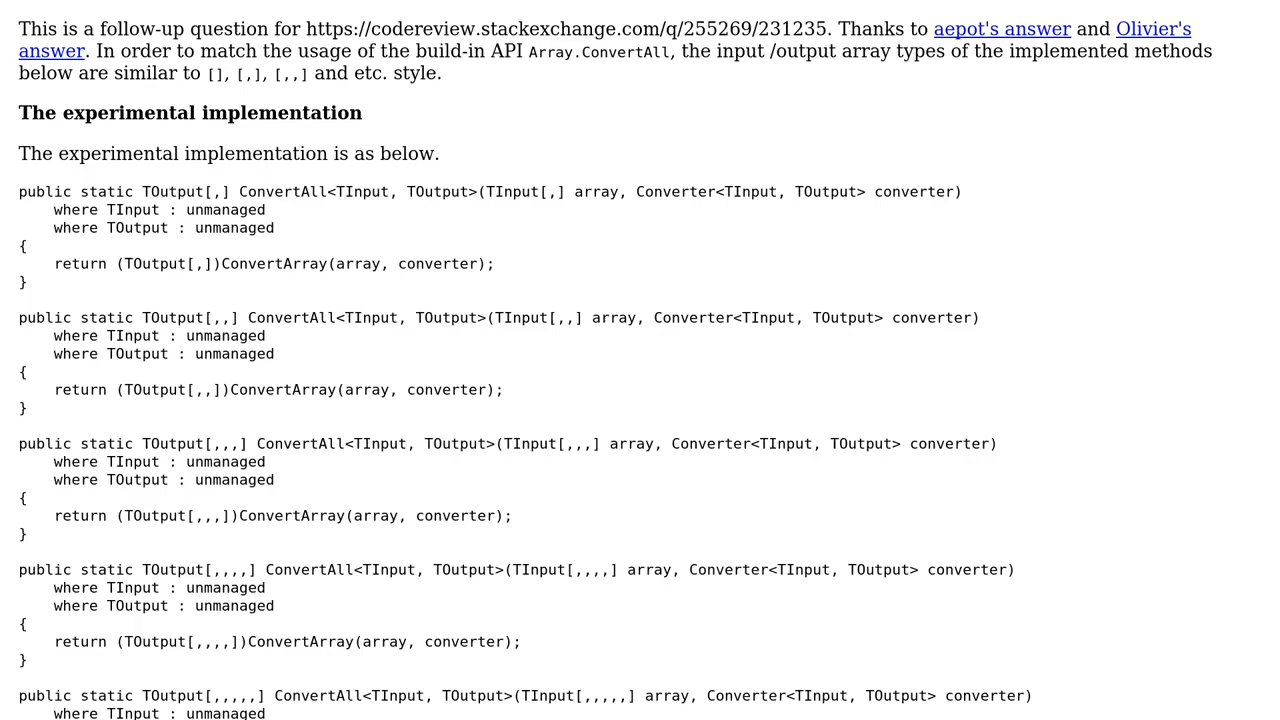 This is a follow-up question for https://codereview.stackexchange.com/q/255269/231235. Thanks to aepot's answer and Olivier's
answer. In order to match the usage of the build-in API Array.ConvertAll, the input /output array types of the implemented methods
below are similar to [], [,], [,,] and etc. style.
The experimental implementation
The experimental implementation is as below.
public static TOutput[,] ConvertAll<TInput, TOutput>(TInput[,] array, Converter<TInput, TOutput> converter)
    where TInput : unmanaged
    where TOutput : unmanaged
{
    return (TOutput[,])ConvertArray(array, converter);
}
public static TOutput[,,] ConvertAll<TInput, TOutput>(TInput[,,] array, Converter<TInput, TOutput> converter)
    where TInput : unmanaged
    where TOutput : unmanaged
{
    return (TOutput[,,])ConvertArray(array, converter);
}
public static TOutput[,,,] ConvertAll<TInput, TOutput>(TInput[,,,] array, Converter<TInput, TOutput> converter)
    where TInput : unmanaged
    where TOutput : unmanaged
{
    return (TOutput[,,,])ConvertArray(array, converter);
}
public static TOutput[,,,,] ConvertAll<TInput, TOutput>(TInput[,,,,] array, Converter<TInput, TOutput> converter)
    where TInput : unmanaged
    where TOutput : unmanaged
{
    return (TOutput[,,,,])ConvertArray(array, converter);
}
public static TOutput[,,,,,] ConvertAll<TInput, TOutput>(TInput[,,,,,] array, Converter<TInput, TOutput> converter)
    where TInput : unmanaged